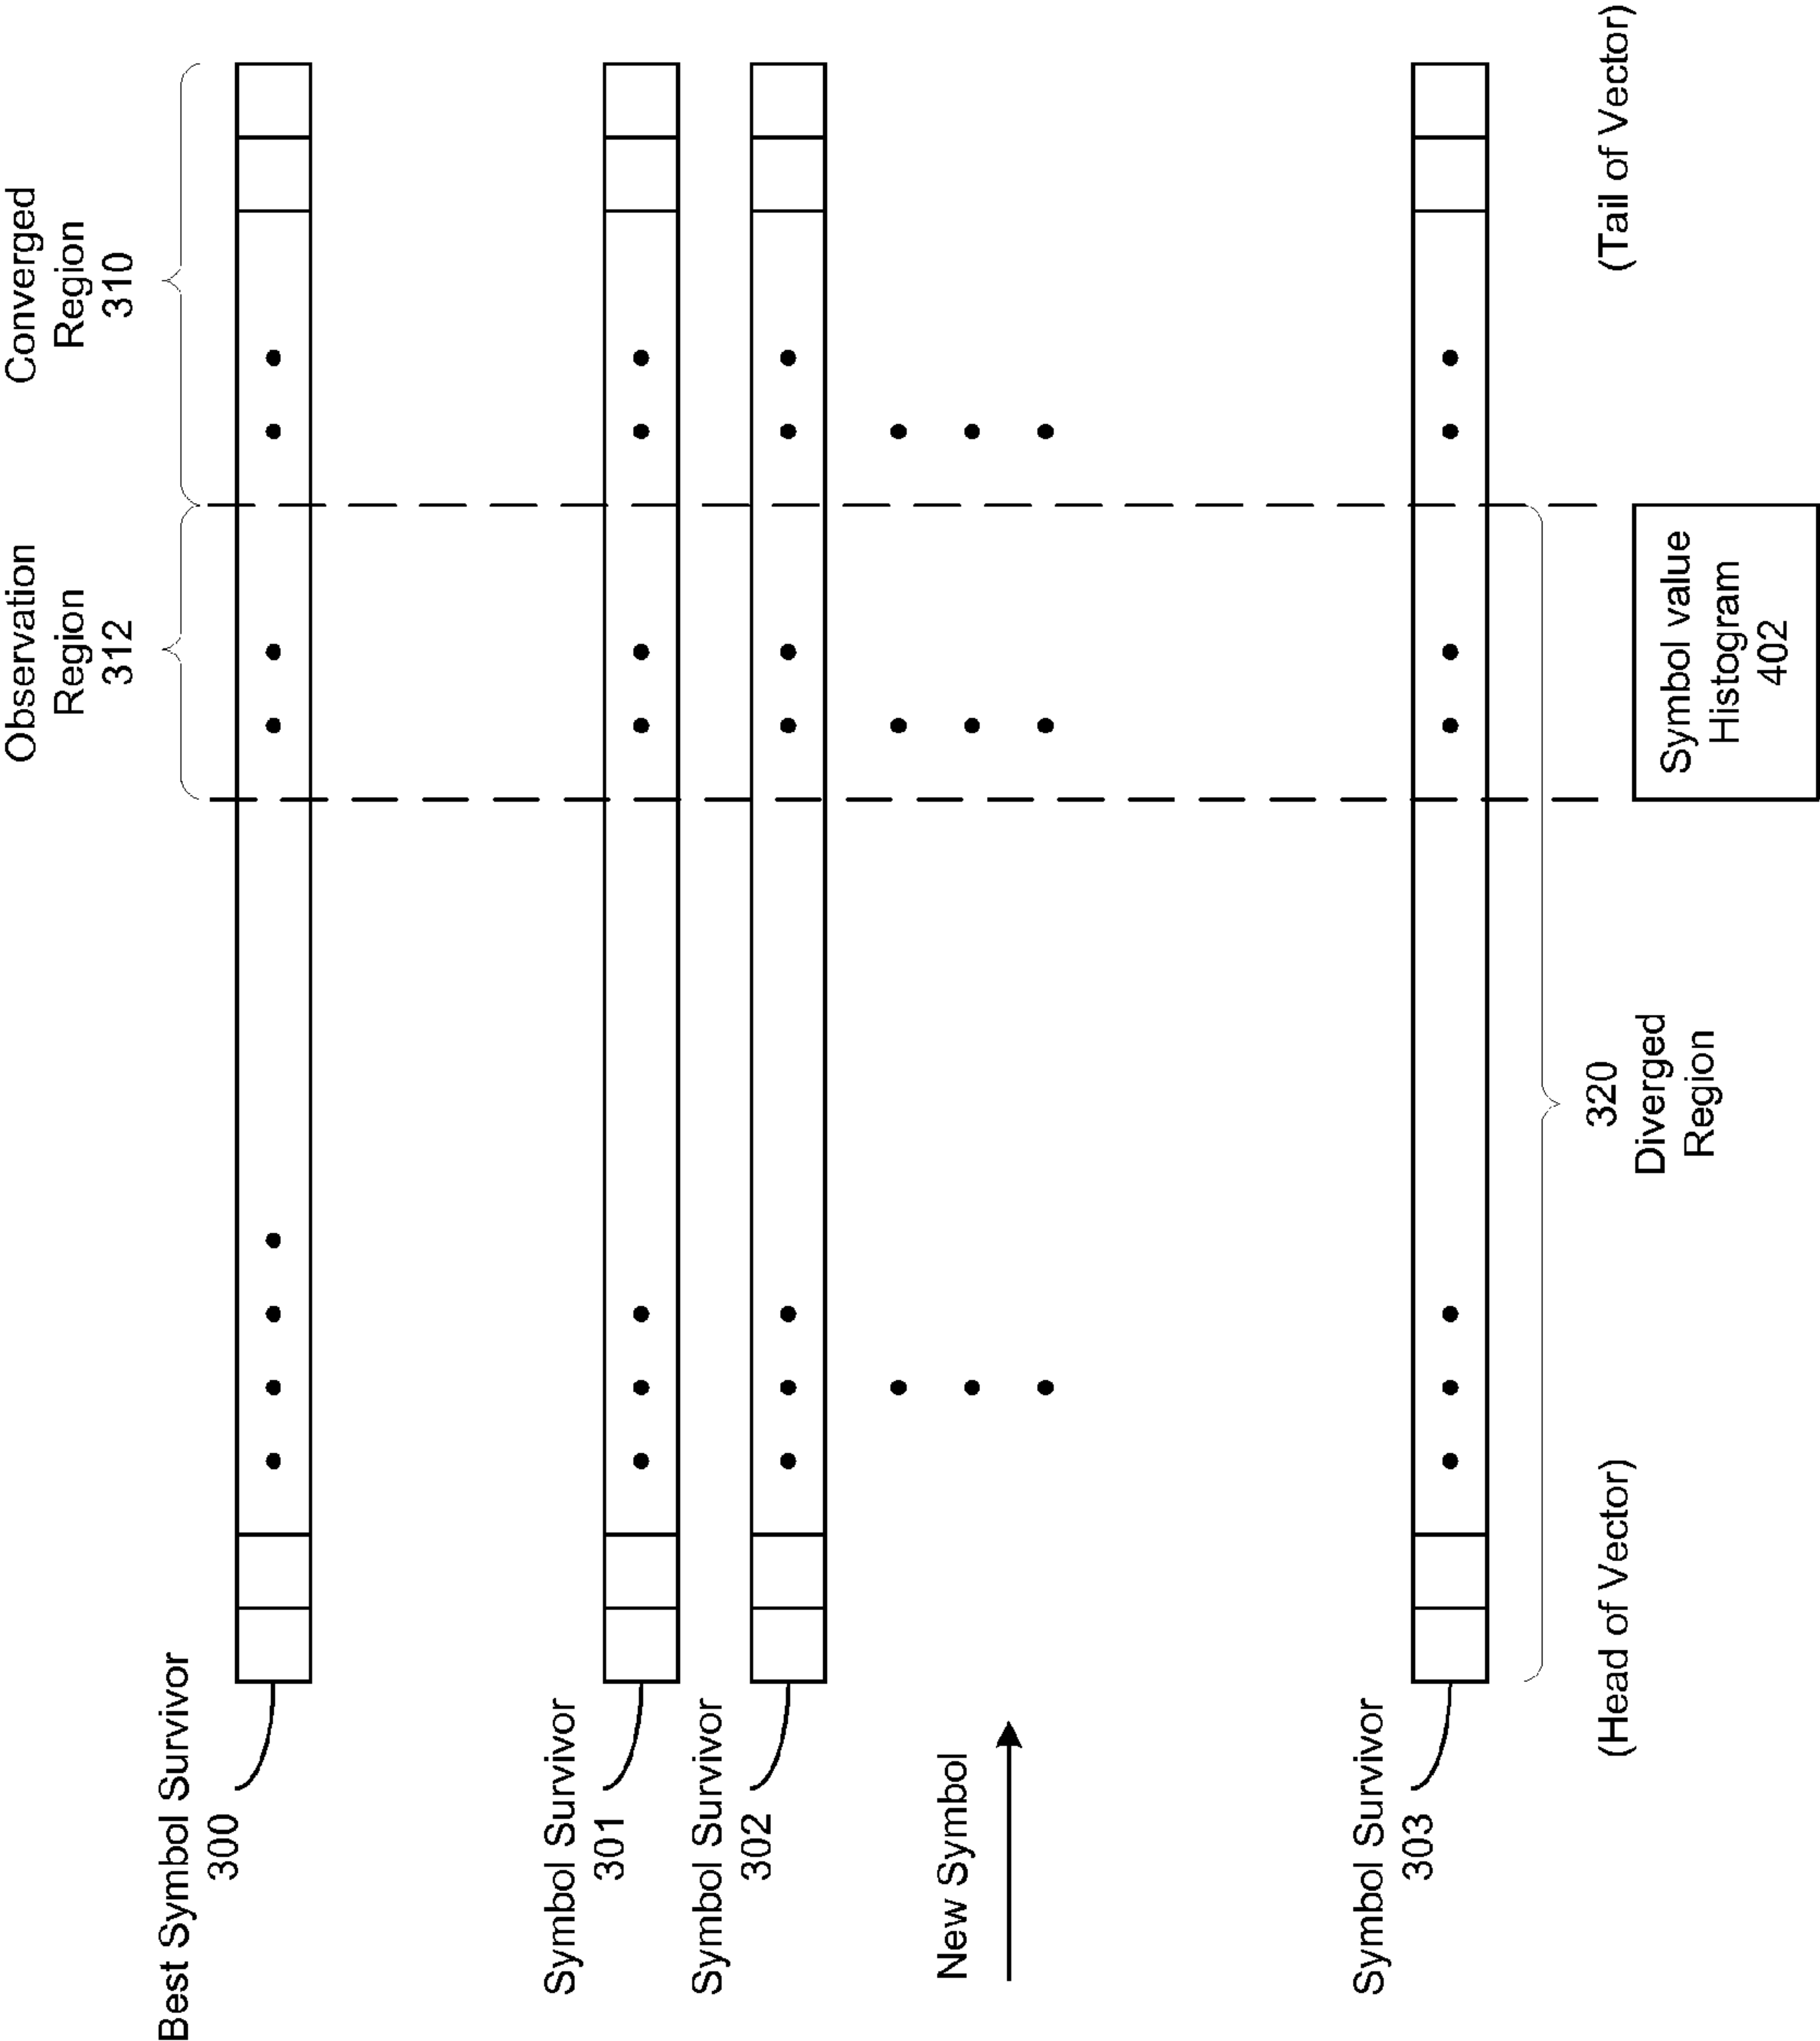 Observation
Region
312
Converged
Region
310
Best Symbol Survivor
300
Symbol Survivor
301
Symbol Survivor
302
New Symbol
Symbol Survivor
303
(Head of Vector)
320
Diverged
Region
(Tail of Vector)
Symbol value
Histogram
402